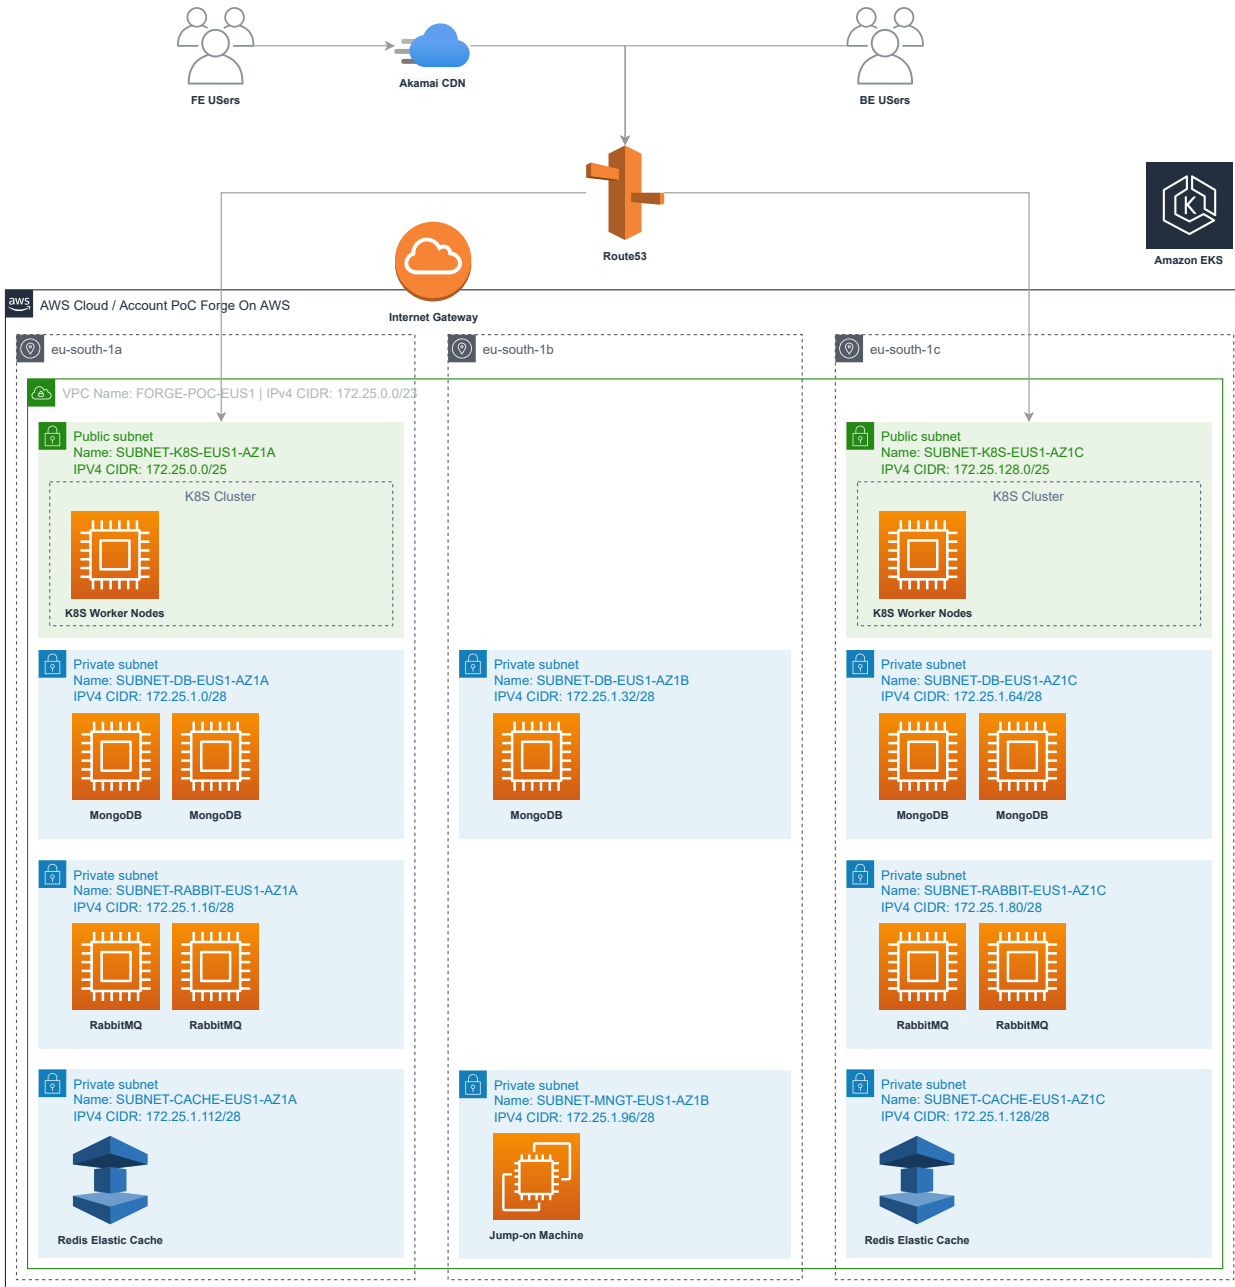 FE USers
Akamai CDN
BE USers
Route53
Amazon EKS
Internet Gateway
aws
AWS Cloud / Account PoC Forge On AWS
eu-south-1a
eu-south-1b
eu-south-1c
VPC Name: FORGE-POC-EUS1 | IPv4 CIDR: 172.25.0.0/23
Public subnet
Name: SUBNET-K8S-EUS1-AZ1A
IPV4 CIDR: 172.25.0.0/25
K8S Cluster
K8S Worker Nodes
Public subnet
Name: SUBNET-K8S-EUS1-AZ1C
IPV4 CIDR: 172.25.128.0/25
K8S Cluster
K8S Worker Nodes
Private subnet
Name: SUBNET-DB-EUS1-AZ1A
IPV4 CIDR: 172.25.1.0/28
MongoDB
MongoDB
Private subnet
Name: SUBNET-DB-EUS1-AZ1B
IPV4 CIDR: 172.25.1.32/28
MongoDB
Private subnet
Name: SUBNET-DB-EUS1-AZ1C
IPV4 CIDR: 172.25.1.64/28
MongoDB
MongoDB
Private subnet
Name: SUBNET-RABBIT-EUS1-AZ1A
IPV4 CIDR: 172.25.1.16/28
RabbitMQ
RabbitMQ
Private subnet
Name: SUBNET-RABBIT-EUS1-AZ1C
IPV4 CIDR: 172.25.1.80/28
RabbitMQ
RabbitMQ
Private subnet
Name: SUBNET-CACHE-EUS1-AZ1A
IPV4 CIDR: 172.25.1.112/28
Redis Elastic Cache
Private subnet
Name: SUBNET-MNGT-EUS1-AZ1B
IPV4 CIDR: 172.25.1.96/28
Jump-on Machine
Private subnet
Name: SUBNET-CACHE-EUS1-AZ1C
IPV4 CIDR: 172.25.1.128/28
Redis Elastic Cache